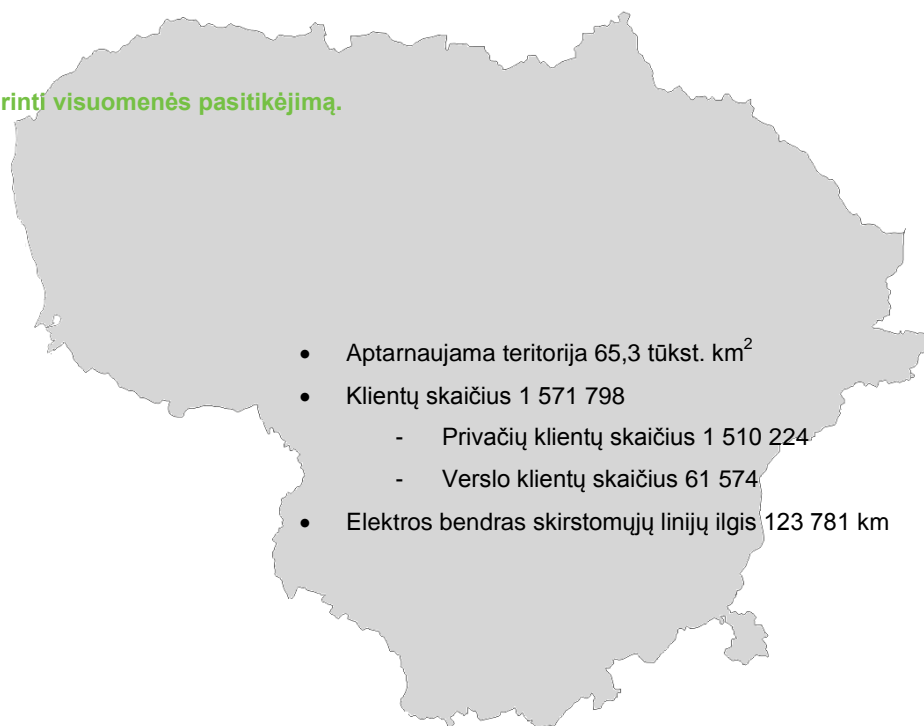 rinti visuomenės pasitikėjimą.
• Aptarnaujama teritorija 65,3 tūkst. km²
• Klientų skaičius 1 571 798
- Privačių klientų skaičius 1 510 224
- Verslo klientų skaičius 61 574
• Elektros bendras skirstomųjų linijų ilgis 123 781 km